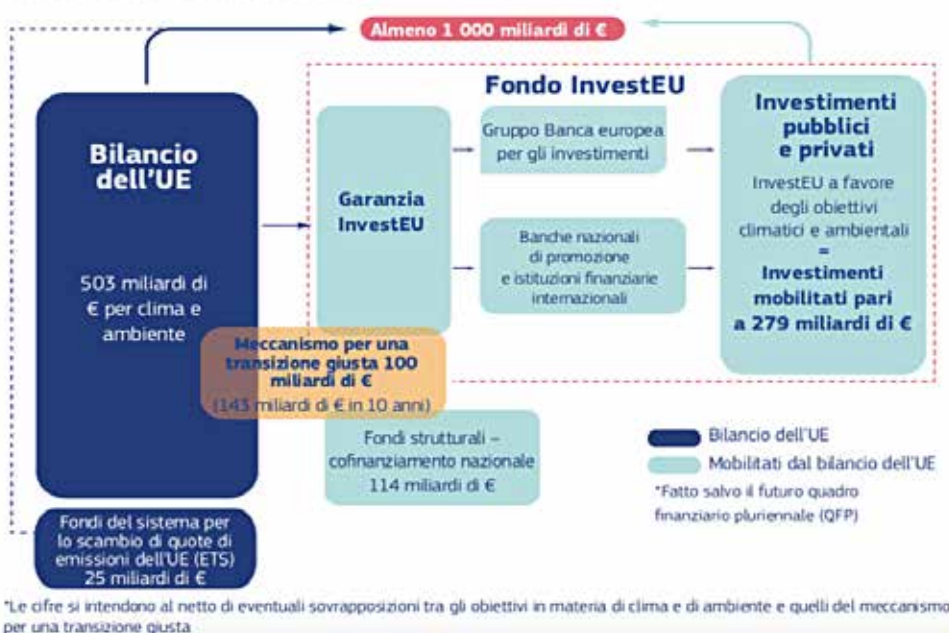 Almeno 1 000 miliardi di €
Bilancio
dell'UE
503 miliardi di
€ per clima e
ambiente
Fondo InvestEU
Garanzia
InvestEU
Gruppo Banca europea
per gli investimenti
Banche nazionali
di promozione
e istituzioni finanziarie
internazionali
Investimenti
pubblici
e privati
InvestEU a favore
degli obiettivi
climatici e ambientali
=
Investimenti
mobilitati pari
a 279 miliardi di €
Meccanismo per una
transizione giusta 100
miliardi di €
(143 miliardi di € in 10 anni)
Fondi strutturali –
cofinanziamento nazionale
114 miliardi di €
Fondi del sistema per
lo scambio di quote di
emissioni dell'UE (ETS)
25 miliardi di €
Bilancio dell'UE
Mobilitati dal bilancio dell'UE
*Fatto salvo il futuro quadro
finanziario pluriennale (QFP)
*Le cifre si intendono al netto di eventuali sovrapposizioni tra gli obiettivi in materia di clima e di ambiente e quelli del meccanismo
per una transizione giusta